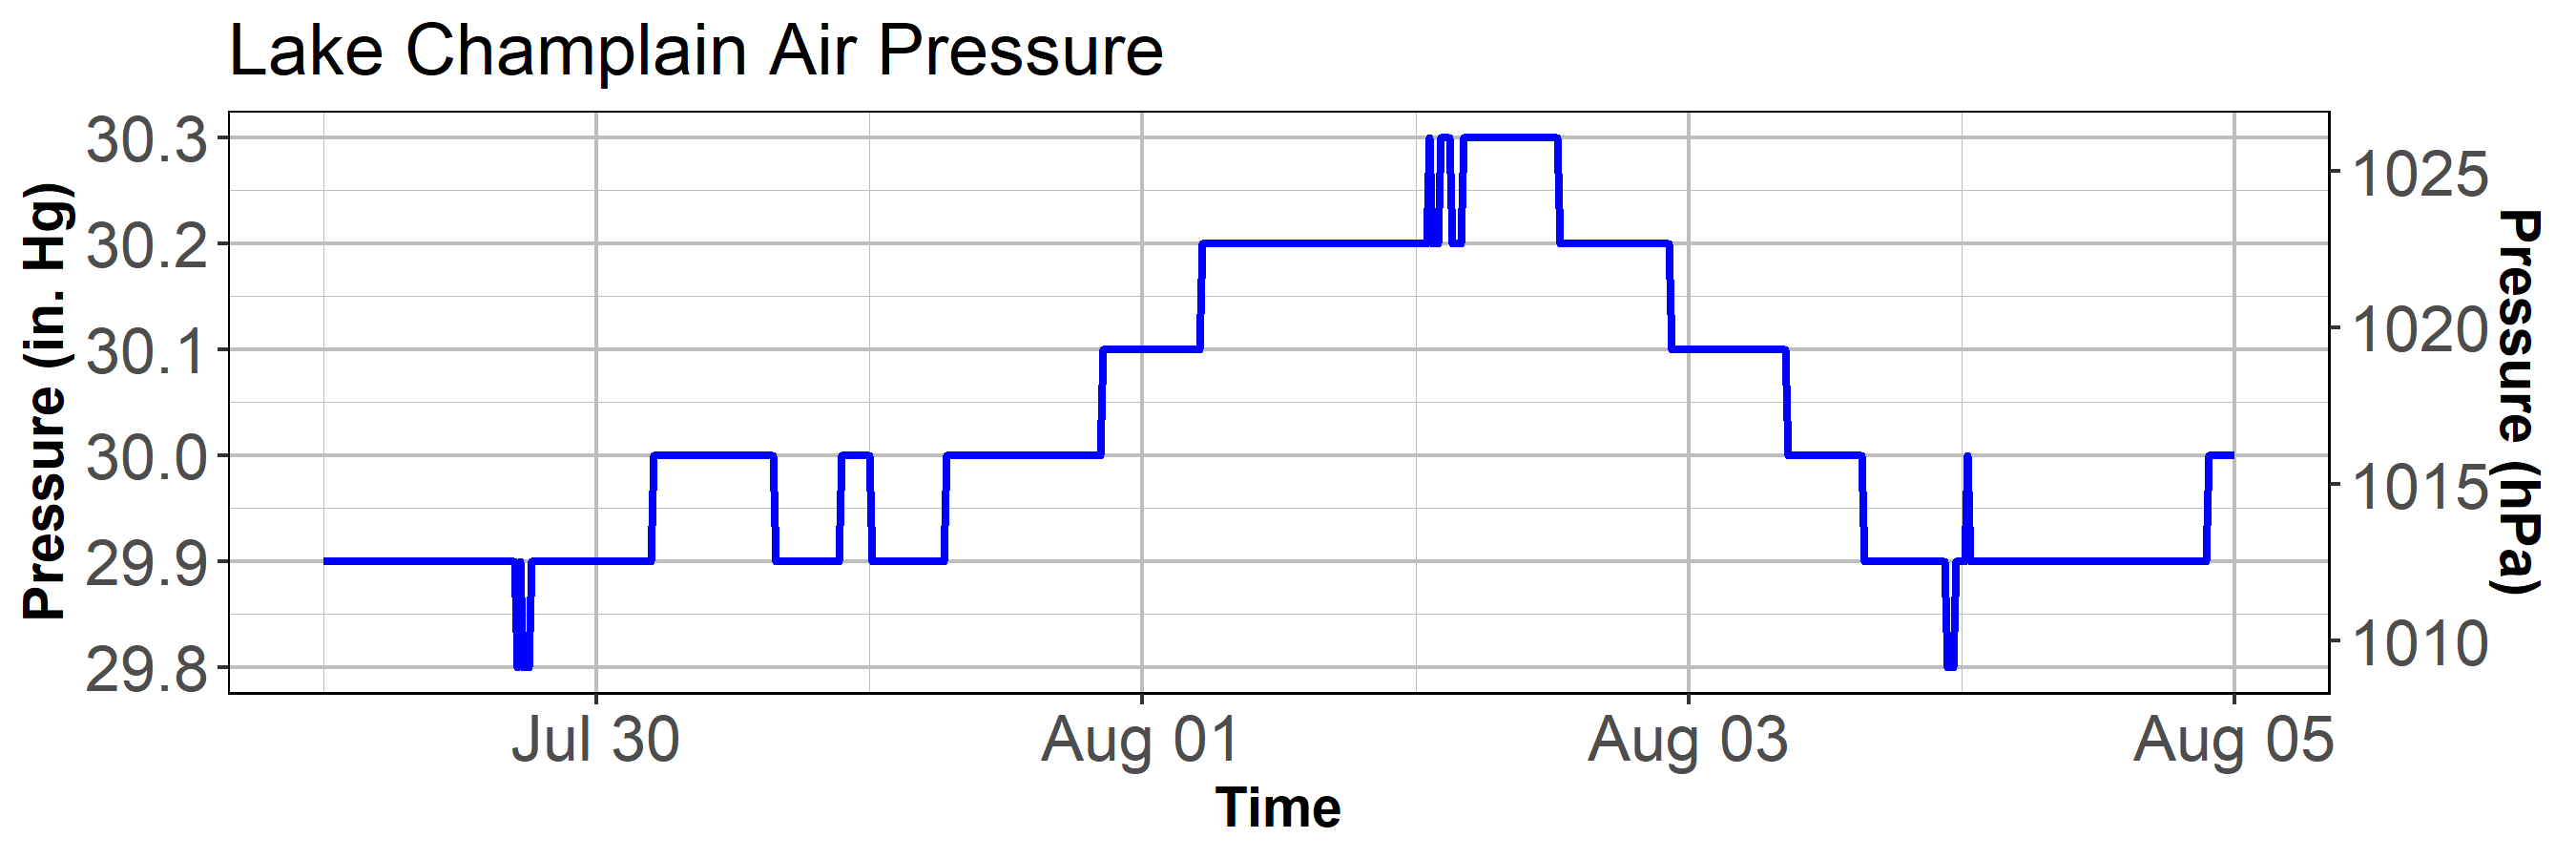 Lake Champlain Air Pressure
Pressure (in. Hg)
30.3
30.2
30.1
30.0
29.9
29.8
1025
1020
1015
1010
Pressure (hPa)
Jul 30 Aug 01 Aug 03 Aug 05
Time